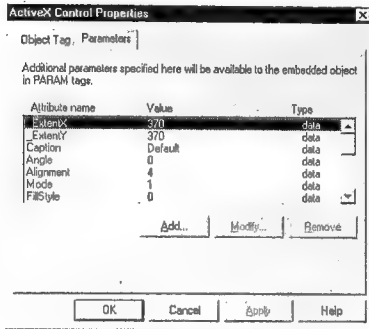 ActiveX Control Properties
Object Tag Parameters
Additional parameters specified here will be available to the embedded object
in PARAM tags.
Attribute name Value Type
_ExtentX 370 data
_ExtentY 370 data
Caption Default data
Angle 0 data
Alignment 4 data
Mode 1 data
FillStyle 0 data
Add... Modify... Remove
OK Cancel Apply Help